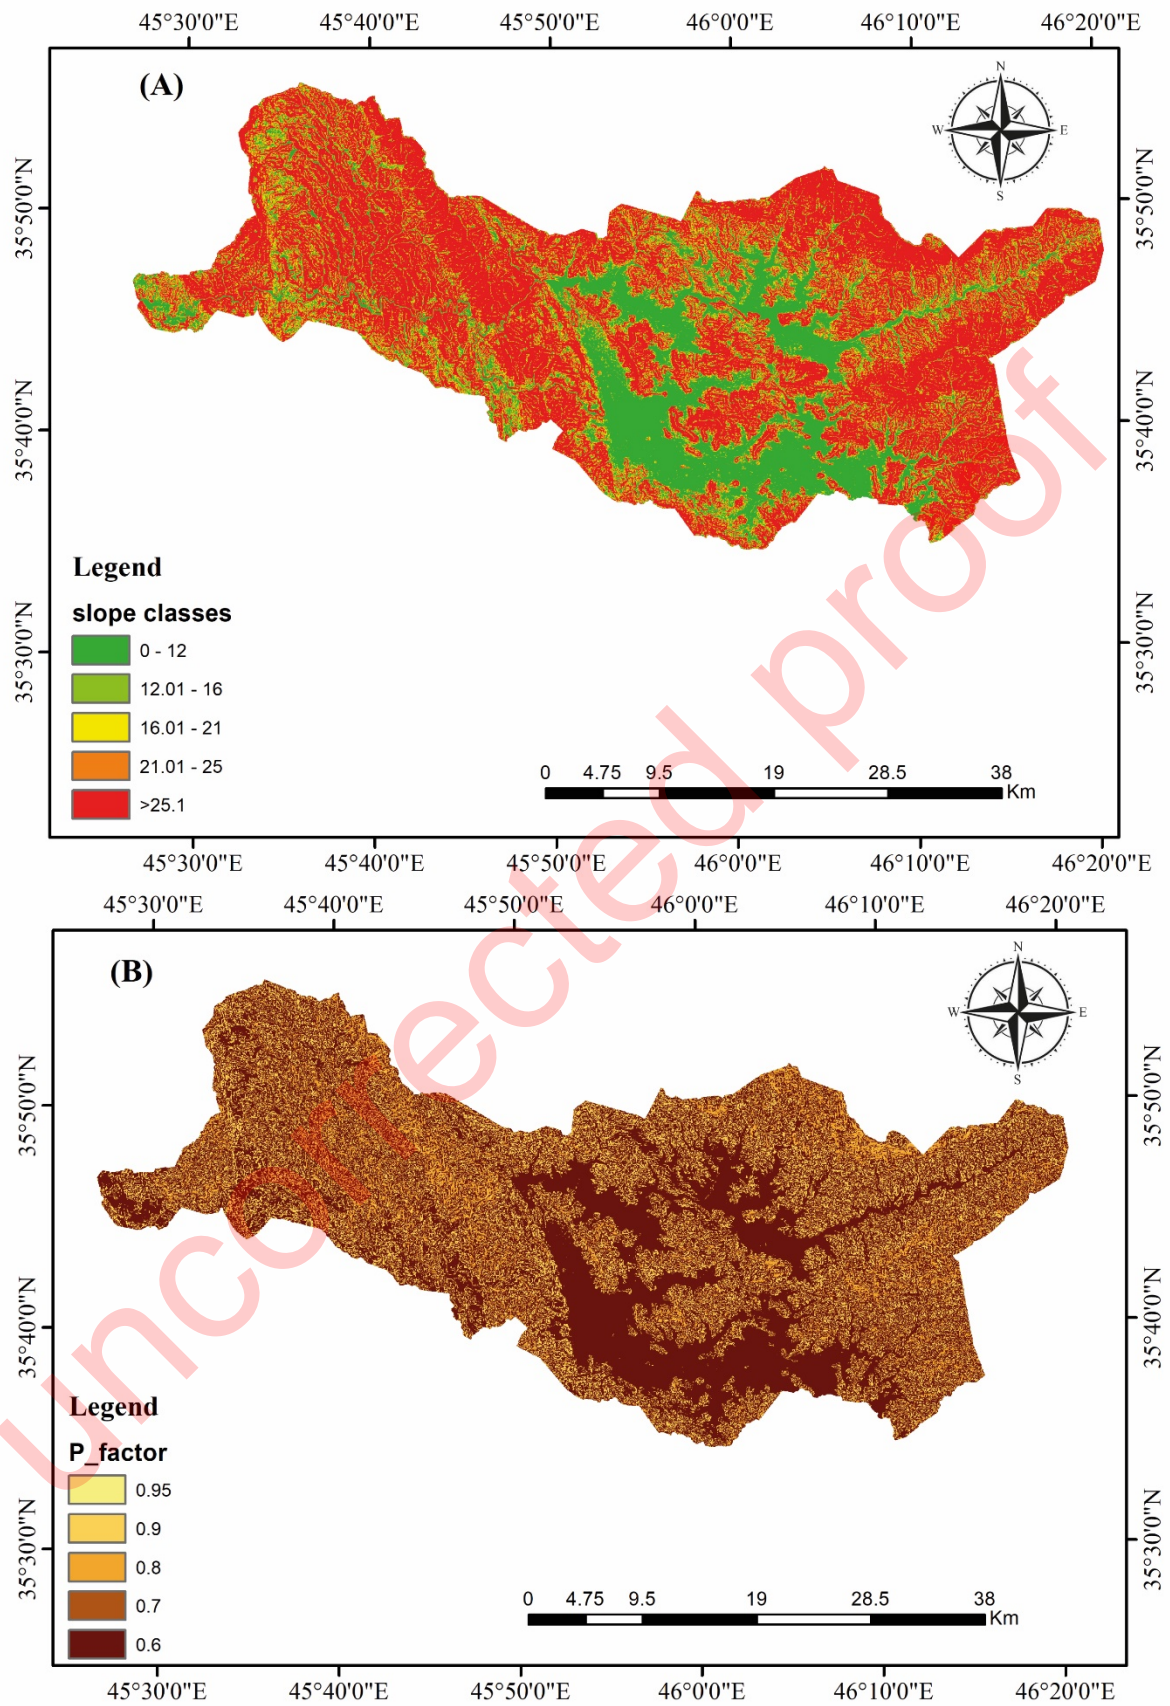 45°30'0"E 45°40'0"E 45°50'0"E 46°0'0"E 46°10'0"E 46°20'0"E
(A)
N
W E
S
35°50'0"N 35°50'0"N
35°40'0"N 35°40'0"N
35°30'0"N 35°30'0"N
Legend
slope classes
0 - 12
12.01 - 16
16.01 - 21
21.01 - 25
>25.1
0 4.75 9.5 19 28.5 38
Km
45°30'0"E 45°40'0"E 45°50'0"E 46°0'0"E 46°10'0"E 46°20'0"E
45°30'0"E 45°40'0"E 45°50'0"E 46°0'0"E 46°10'0"E 46°20'0"E
(B)
N
W E
S
35°50'0"N 35°50'0"N
35°40'0"N 35°40'0"N
35°30'0"N 35°30'0"N
Legend
P_factor
0.95
0.9
0.8
0.7
0.6
0 4.75 9.5 19 28.5 38
Km
45°30'0"E 45°40'0"E 45°50'0"E 46°0'0"E 46°10'0"E 46°20'0"E
uncorrected proof